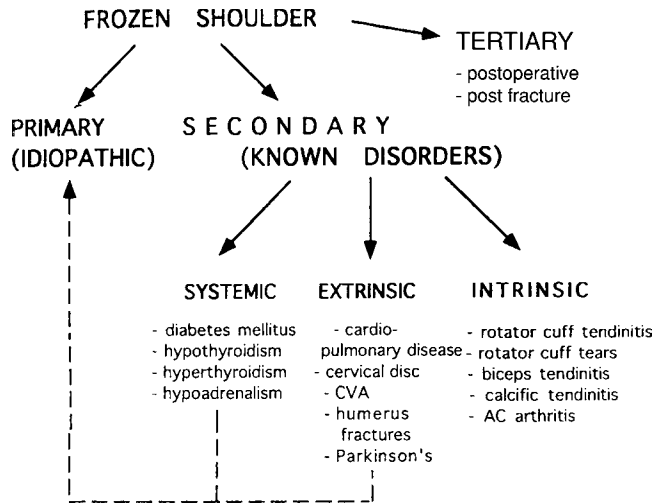 FROZEN SHOULDER
TERTIARY
- postoperative
- post fracture
PRIMARY
(IDIOPATHIC)
SECONDARY
(KNOWN DISORDERS)
SYSTEMIC
- diabetes mellitus
- hypothyroidism
- hyperthyroidism
- hypoadrenalism
EXTRINSIC
- cardio-
pulmonary disease
- cervical disc
- CVA
- humerus
fractures
- Parkinson's
INTRINSIC
- rotator cuff tendinitis
- rotator cuff tears
- biceps tendinitis
- calcific tendinitis
- AC arthritis